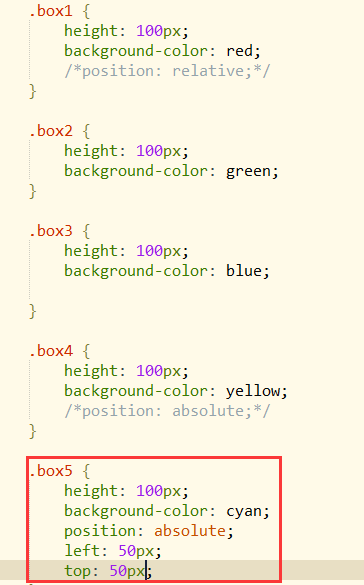 .box1 {
height: 100px;
background-color: red;
/*position: relative;*/
}
.box2 {
height: 100px;
background-color: green;
}
.box3 {
height: 100px;
background-color: blue;
}
.box4 {
height: 100px;
background-color: yellow;
/*position: absolute;*/
}
.box5 {
height: 100px;
background-color: cyan;
position: absolute;
left: 50px;
top: 50px;